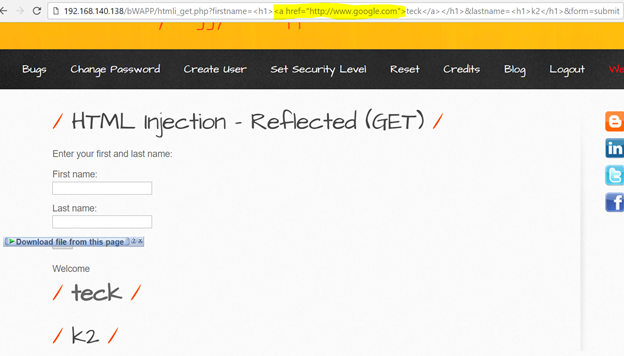 192.168.140.138/bWAPP/htmli_get.php?firstname=<h1><a href="http://www.google.com">teck</a></h1>&lastname=<h1>k2</h1>&form=submit
Bugs Change Password Create User Set Security Level Reset Credits Blog Logout
/ HTML Injection - Reflected (GET) /
Enter your first and last name:
First name:
Last name:
Download file from this page
Welcome
/ teck /
/ k2 /